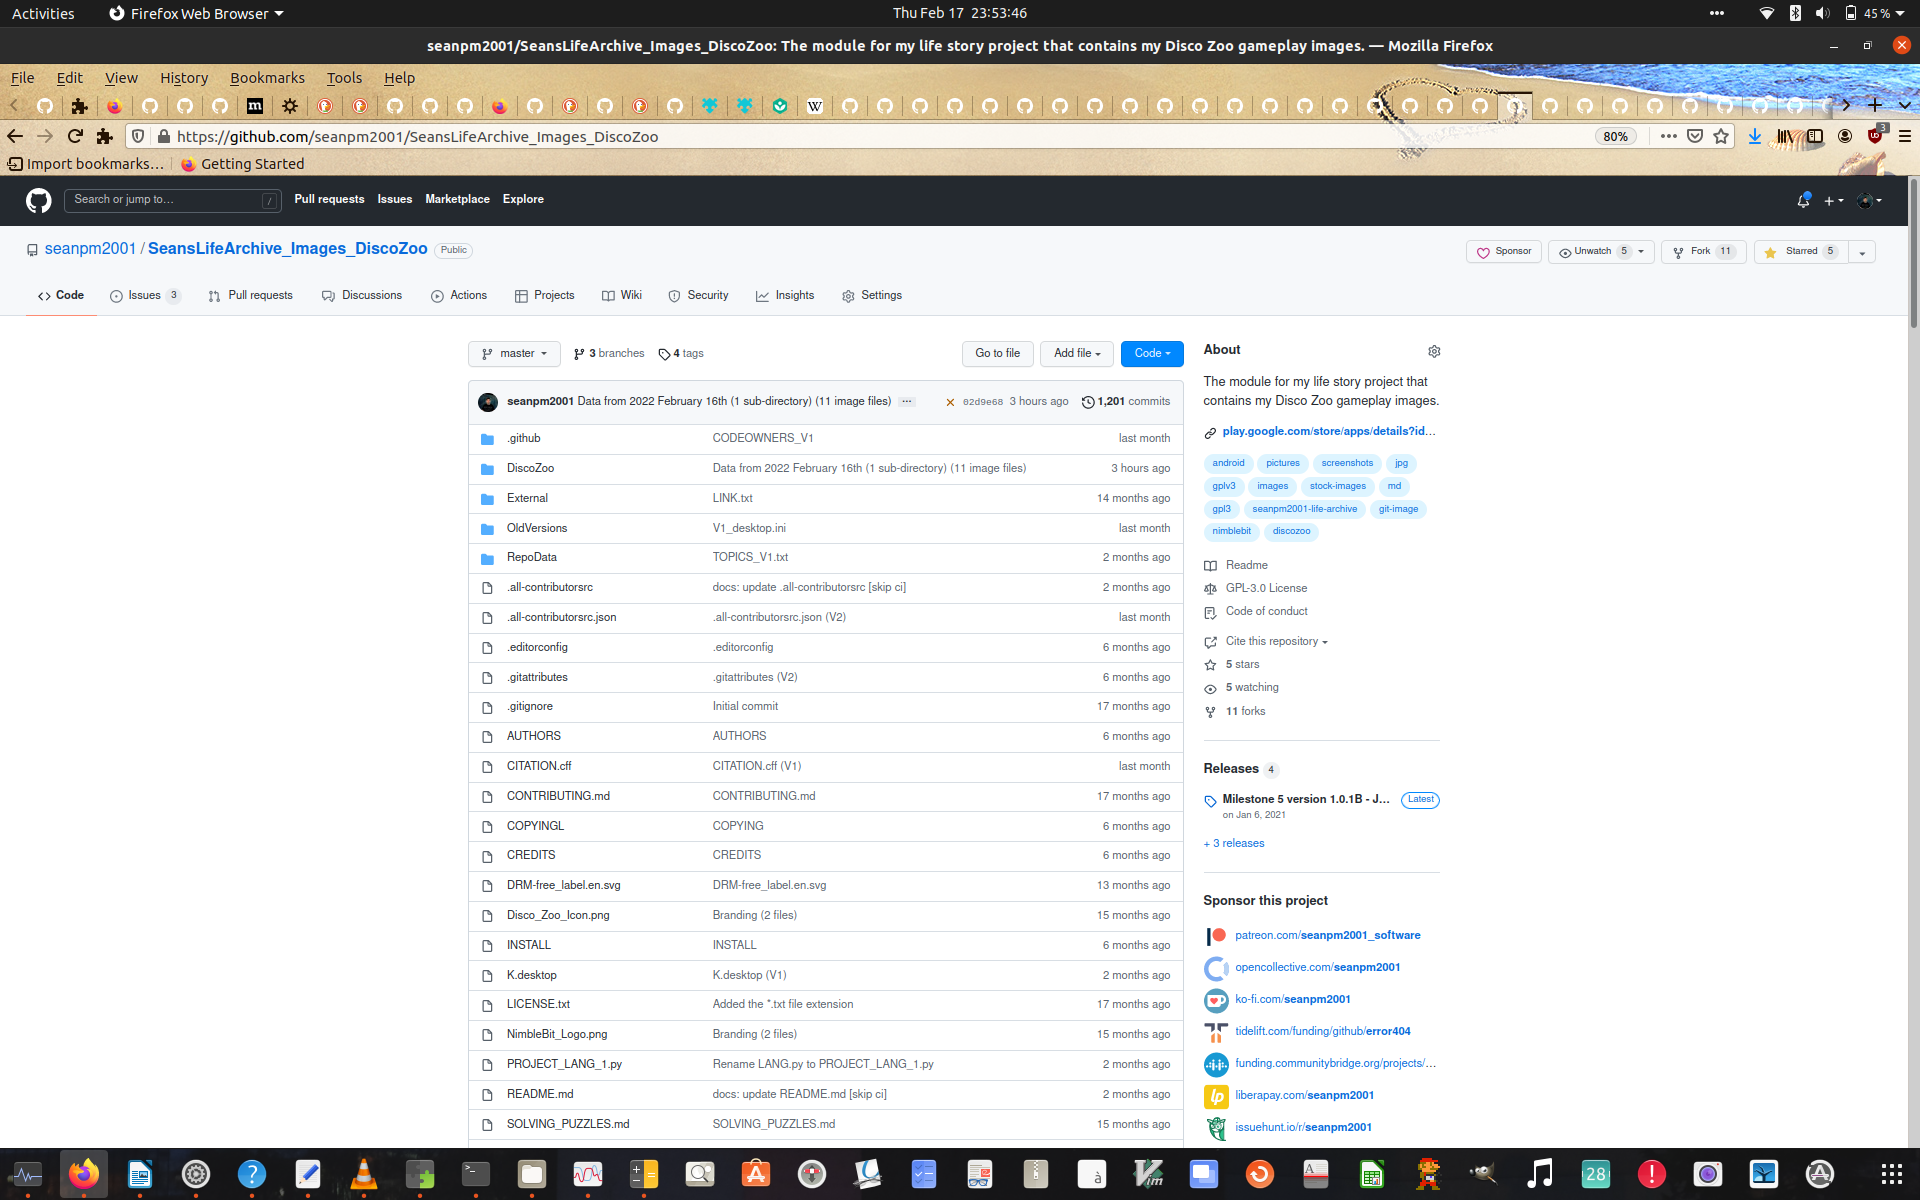 Activities Firefox Web Browser Thu Feb 17 23:53:46 45 %
seanpm2001/SeansLifeArchive_Images_DiscoZoo: The module for my life story project that contains my Disco Zoo gameplay images. — Mozilla Firefox
File Edit View History Bookmarks Tools Help
https://github.com/seanpm2001/SeansLifeArchive_Images_DiscoZoo 80% 3
Import bookmarks… Getting Started
Search or jump to… / Pull requests Issues Marketplace Explore
seanpm2001 / SeansLifeArchive_Images_DiscoZoo Public Sponsor Unwatch 5 Fork 11 Starred 5
Code Issues 3 Pull requests Discussions Actions Projects Wiki Security Insights Settings
master 3 branches 4 tags Go to file Add file Code
seanpm2001 Data from 2022 February 16th (1 sub-directory) (11 image files) ... 02d9e68 3 hours ago 1,201 commits
.github CODEOWNERS_V1 last month
DiscoZoo Data from 2022 February 16th (1 sub-directory) (11 image files) 3 hours ago
External LINK.txt 14 months ago
OldVersions V1_desktop.ini last month
RepoData TOPICS_V1.txt 2 months ago
.all-contributorsrc docs: update .all-contributorsrc [skip ci] 2 months ago
.all-contributorsrc.json .all-contributorsrc.json (V2) last month
.editorconfig .editorconfig 6 months ago
.gitattributes .gitattributes (V2) 6 months ago
.gitignore Initial commit 17 months ago
AUTHORS AUTHORS 6 months ago
CITATION.cff CITATION.cff (V1) last month
CONTRIBUTING.md CONTRIBUTING.md 17 months ago
COPYINGL COPYING 6 months ago
CREDITS CREDITS 6 months ago
DRM-free_label.en.svg DRM-free_label.en.svg 13 months ago
Disco_Zoo_Icon.png Branding (2 files) 15 months ago
INSTALL INSTALL 6 months ago
K.desktop K.desktop (V1) 2 months ago
LICENSE.txt Added the *.txt file extension 17 months ago
NimbleBit_Logo.png Branding (2 files) 15 months ago
PROJECT_LANG_1.py Rename LANG.py to PROJECT_LANG_1.py 2 months ago
README.md docs: update README.md [skip ci] 2 months ago
SOLVING_PUZZLES.md SOLVING_PUZZLES.md 15 months ago
About
The module for my life story project that
contains my Disco Zoo gameplay images.
play.google.com/store/apps/details?id...
android pictures screenshots jpg
gplv3 images stock-images md
gpl3 seanpm2001-life-archive git-image
nimblebit discozoo
Readme
GPL-3.0 License
Code of conduct
Cite this repository
5 stars
5 watching
11 forks
Releases 4
Milestone 5 version 1.0.1B - J... Latest
on Jan 6, 2021
+ 3 releases
Sponsor this project
patreon.com/seanpm2001_software
opencollective.com/seanpm2001
ko-fi.com/seanpm2001
tidelift.com/funding/github/error404
funding.communitybridge.org/projects/...
liberapay.com/seanpm2001
issuehunt.io/r/seanpm2001
28